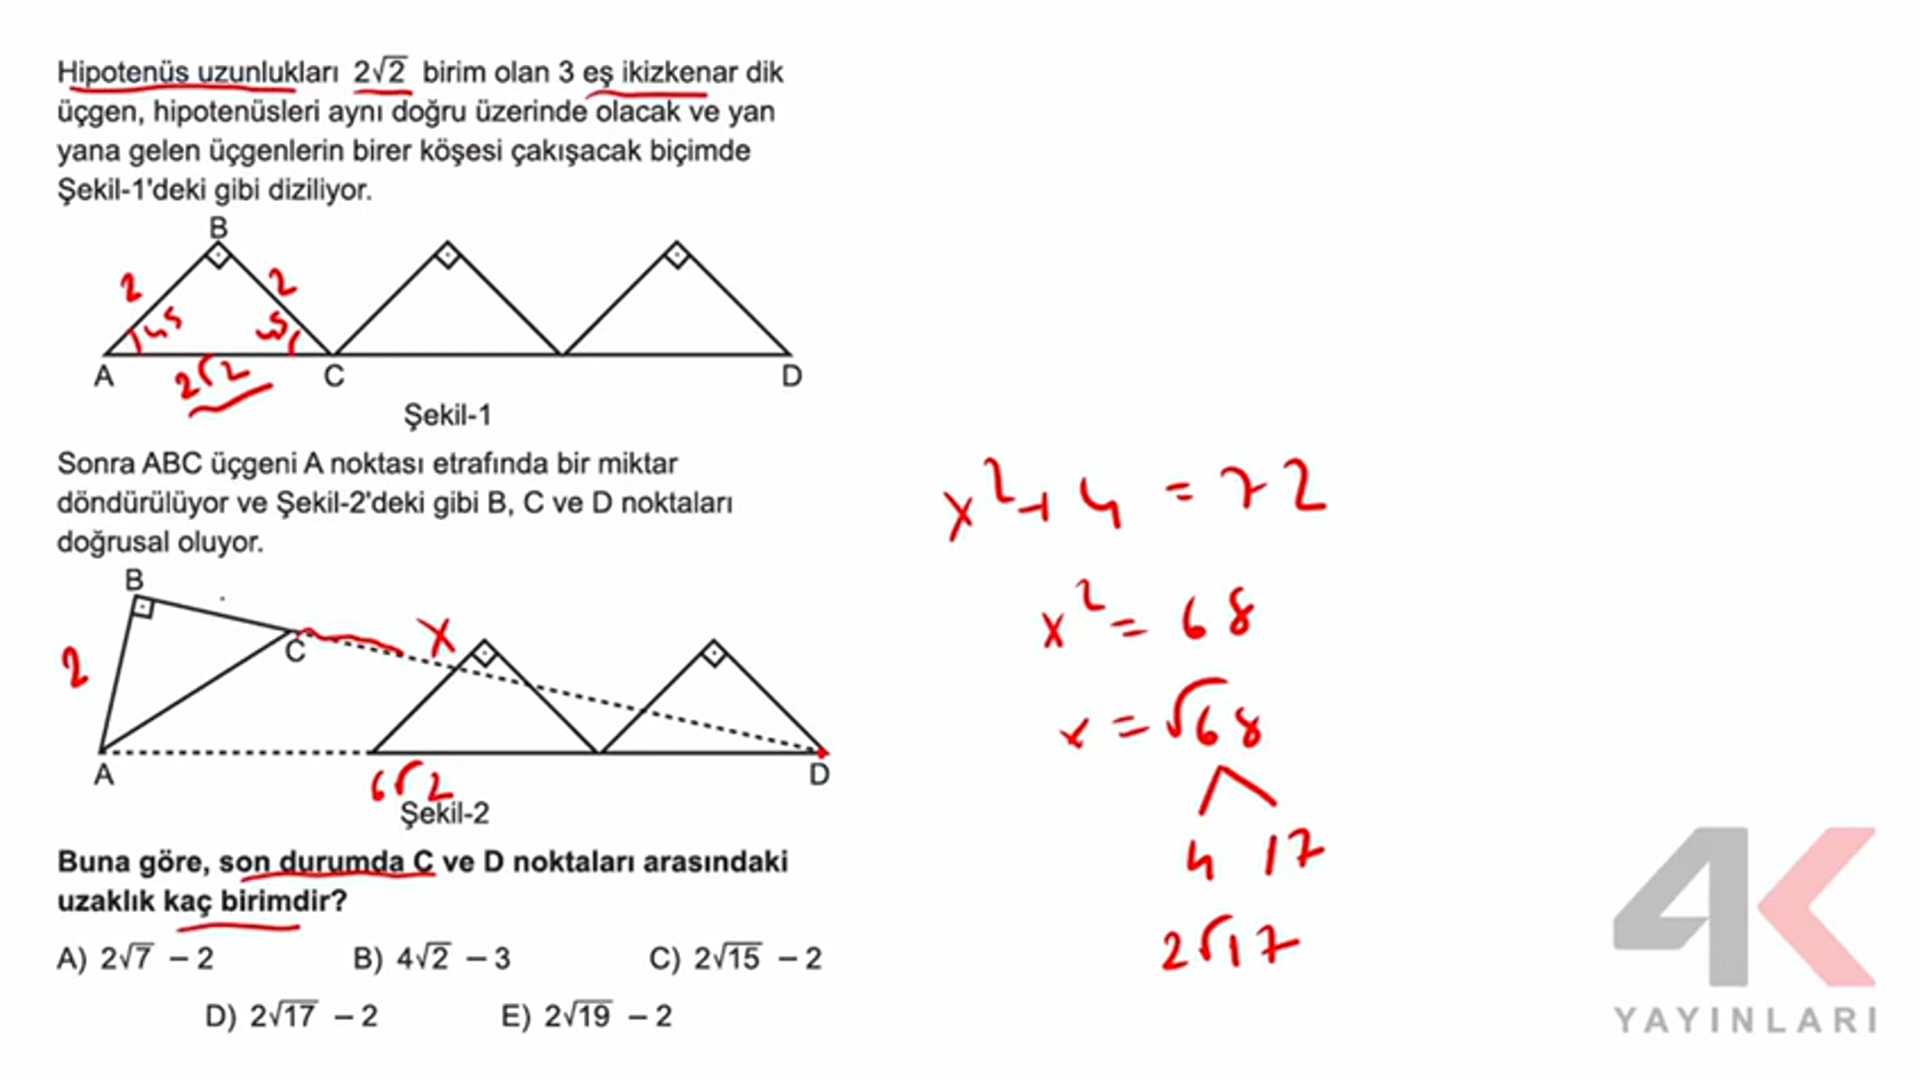 Hipotenüs uzunlukları 2√2 birim olan 3 eş ikizkenar dik
üçgen, hipotenüsleri aynı doğru üzerinde olacak ve yan
yana gelen üçgenlerin birer köşesi çakışacak biçimde
Şekil-1'deki gibi diziliyor.
B
2
2
45
45
A
2√2
C
D
Şekil-1
Sonra ABC üçgeni A noktası etrafında bir miktar
döndürülüyor ve Şekil-2'deki gibi B, C ve D noktaları
doğrusal oluyor.
B
2
C
x
A
6√2
D
Şekil-2
Buna göre, son durumda C ve D noktaları arasındaki
uzaklık kaç birimdir?
A) 2√7 – 2
B) 4√2 – 3
C) 2√15 – 2
D) 2√17 – 2
E) 2√19 – 2
x² + 4 = 72
x² = 68
x = √68
4 17
2√17
4K
YAYINLARI